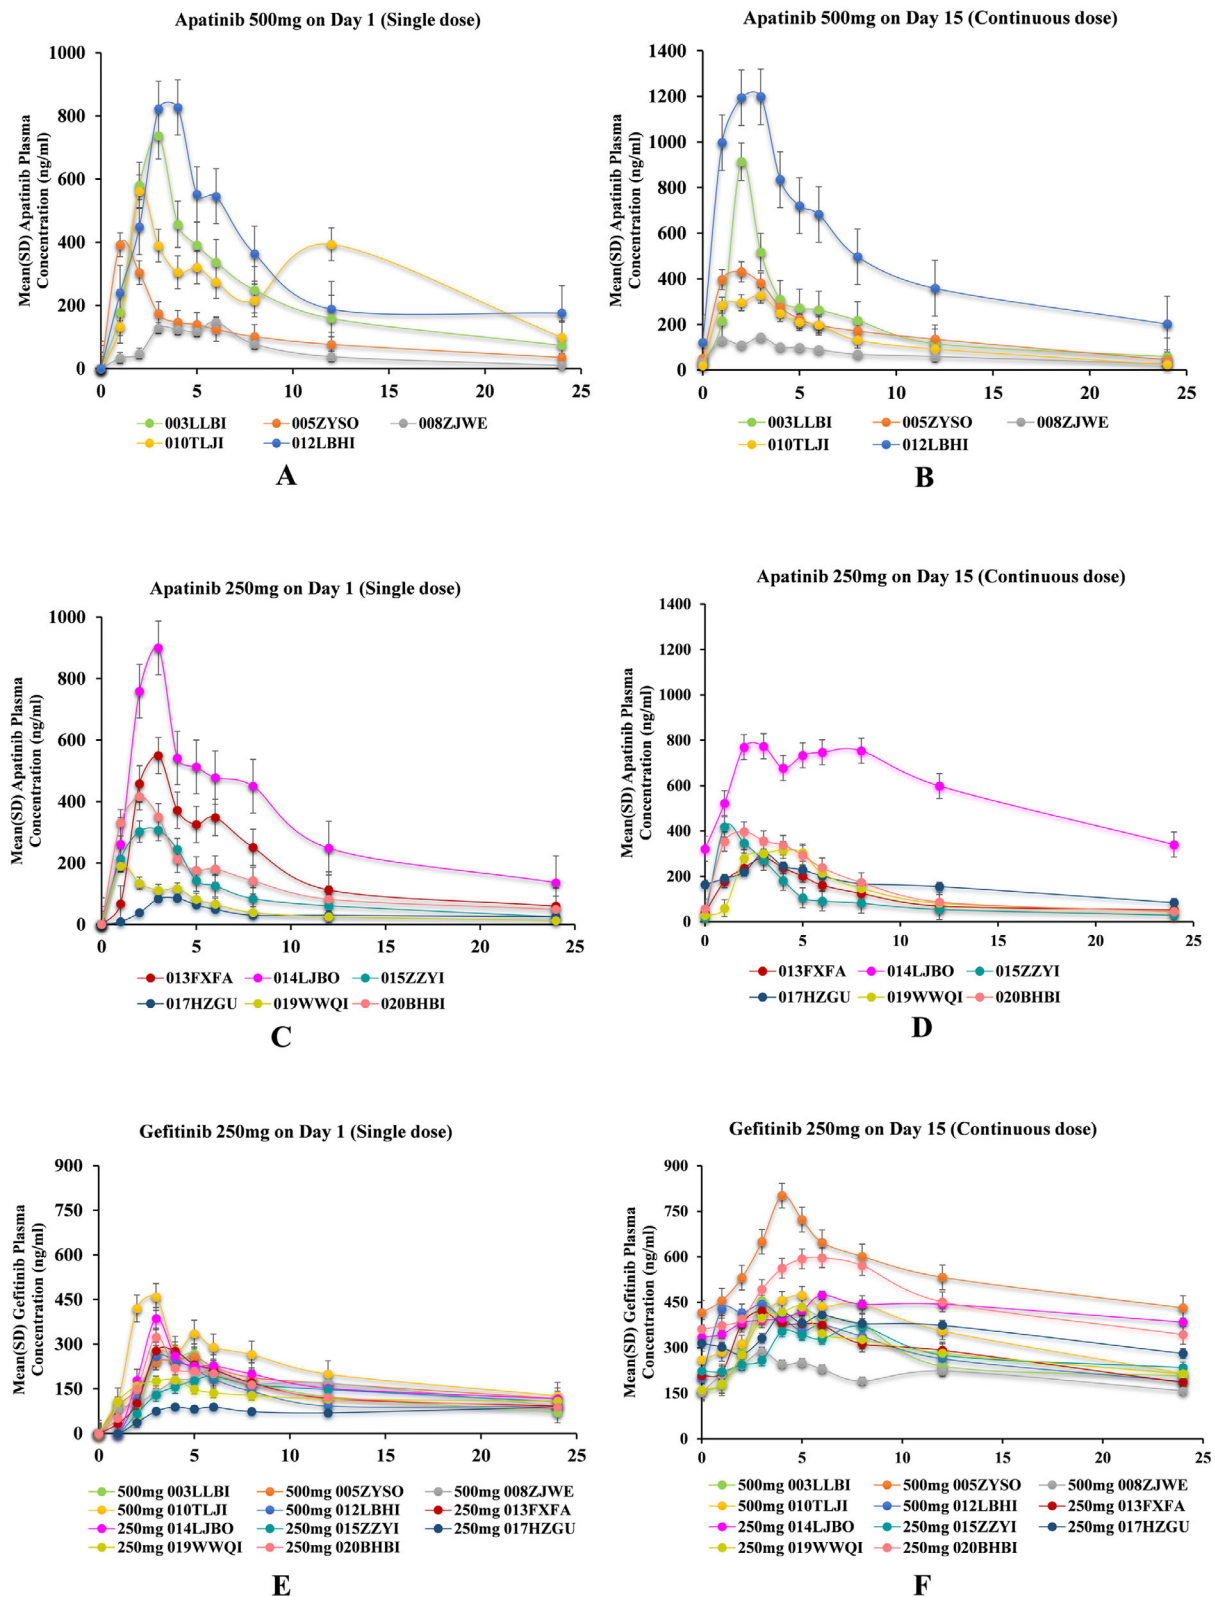 Apatinib 500mg on Day 1 (Single dose)
Mean(SD) Apatinib Plasma
Concentration (ng/ml)
1000
800
600
400
200
0
0 5 10 15 20 25
003LLBI 005ZYSO 008ZJWE
010TLJI 012LBHI
A
Apatinib 500mg on Day 15 (Continuous dose)
Mean(SD) Apatinib Plasma
Concentration (ng/ml)
1400
1200
1000
800
600
400
200
0
0 5 10 15 20 25
003LLBI 005ZYSO 008ZJWE
010TLJI 012LBHI
B
Apatinib 250mg on Day 1 (Single dose)
Mean(SD) Apatinib Plasma
Concentration (ng/ml)
1000
800
600
400
200
0
0 5 10 15 20 25
013FXFA 014LJBO 015ZZYI
017HZGU 019WWQI 020BHBI
C
Apatinib 250mg on Day 15 (Continuous dose)
Mean(SD) Apatinib Plasma
Concentration (ng/ml)
1400
1200
1000
800
600
400
200
0
0 5 10 15 20 25
013FXFA 014LJBO 015ZZYI
017HZGU 019WWQI 020BHBI
D
Gefitinib 250mg on Day 1 (Single dose)
Mean(SD) Gefitinib Plasma
Concentration (ng/ml)
900
750
600
450
300
150
0
0 5 10 15 20 25
500mg 003LLBI 500mg 005ZYSO 500mg 008ZJWE
500mg 010TLJI 500mg 012LBHI 250mg 013FXFA
250mg 014LJBO 250mg 015ZZYI 250mg 017HZGU
250mg 019WWQI 250mg 020BHBI
E
Gefitinib 250mg on Day 15 (Continuous dose)
Mean(SD) Gefitinib Plasma
Concentration (ng/ml)
900
750
600
450
300
150
0
0 5 10 15 20 25
500mg 003LLBI 500mg 005ZYSO 500mg 008ZJWE
500mg 010TLJI 500mg 012LBHI 250mg 013FXFA
250mg 014LJBO 250mg 015ZZYI 250mg 017HZGU
250mg 019WWQI 250mg 020BHBI
F